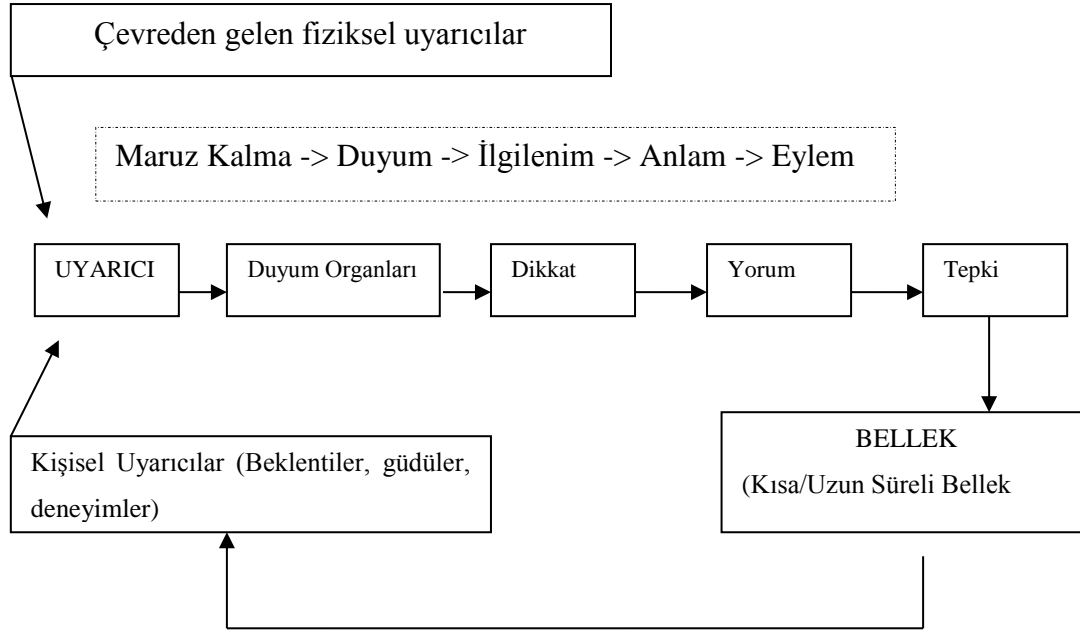 Çevreden gelen fiziksel uyarıcılar
Maruz Kalma -> Duyum -> İlgilenim -> Anlam -> Eylem
UYARICI
Duyum Organları
Dikkat
Yorum
Tepki
Kişisel Uyarıcılar (Beklentiler, güdüler,
deneyimler)
BELLEK
(Kısa/Uzun Süreli Bellek